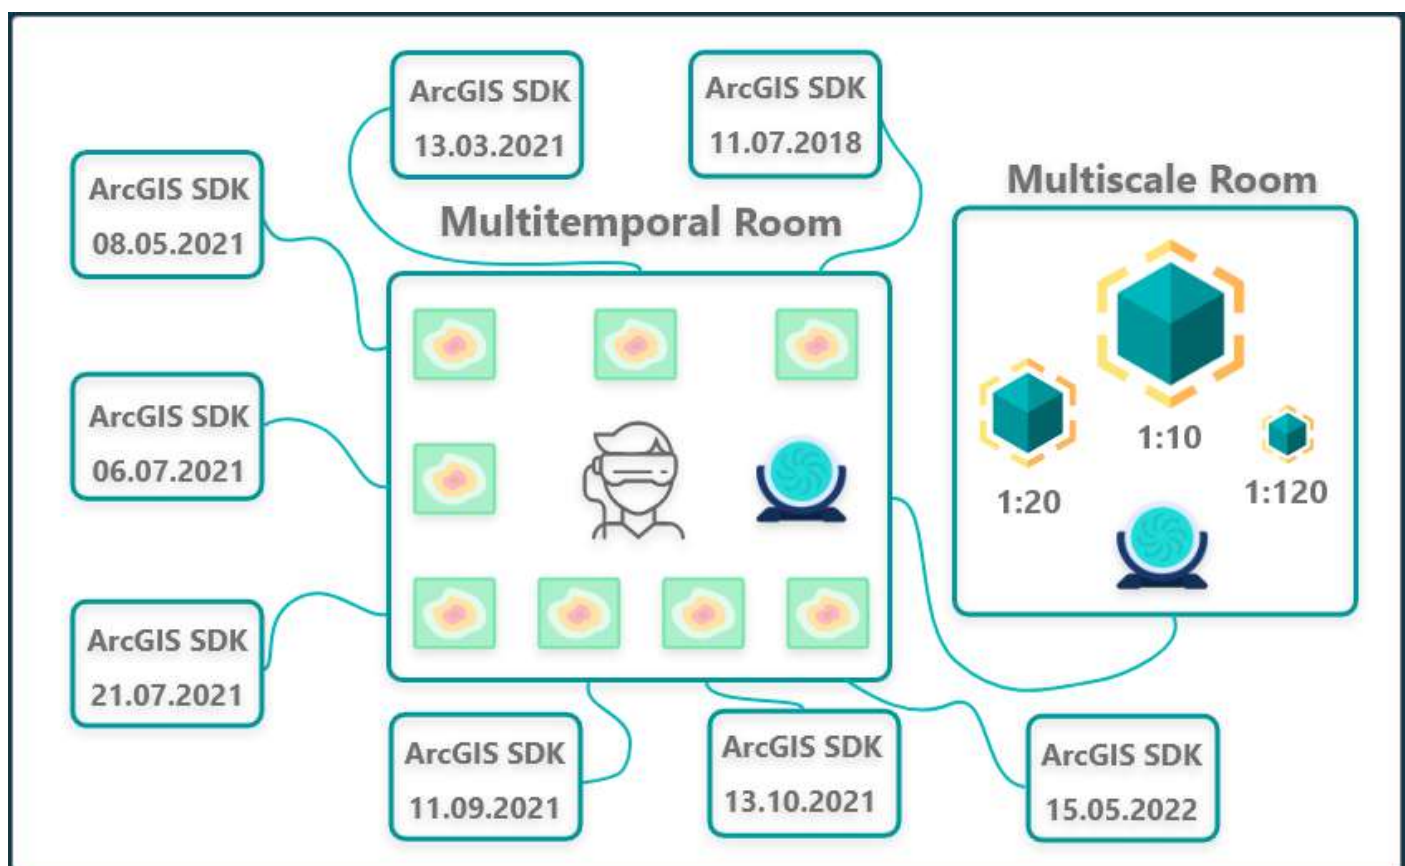 ArcGIS SDK
13.03.2021
ArcGIS SDK
11.07.2018
ArcGIS SDK
08.05.2021
Multitemporal Room
Multiscale Room
ArcGIS SDK
06.07.2021
1:10
1:20
1:120
ArcGIS SDK
21.07.2021
ArcGIS SDK
11.09.2021
ArcGIS SDK
13.10.2021
ArcGIS SDK
15.05.2022